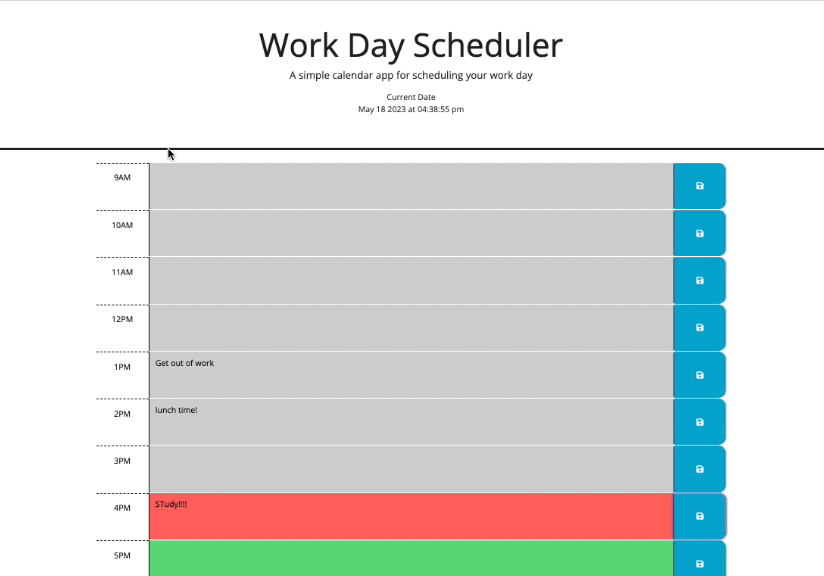 Work Day Scheduler
A simple calendar app for scheduling your work day
Current Date
May 18 2023 at 04:38:55 pm
9AM
10AM
11AM
12PM
1PM Get out of work
2PM lunch time!
3PM
4PM STudy!!!!
5PM